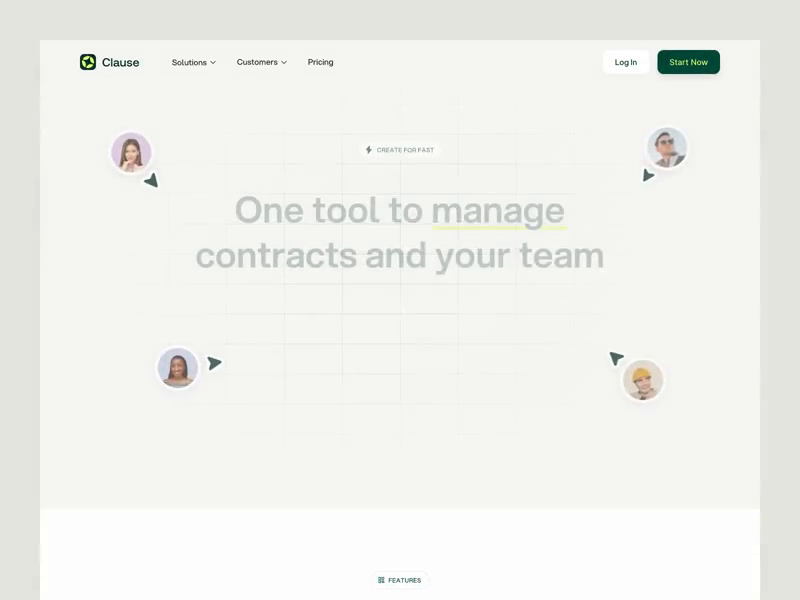 Clause
Solutions
Customers
Pricing
Log In
Start Now
CREATE FOR FAST
One tool to manage
contracts and your team
FEATURES